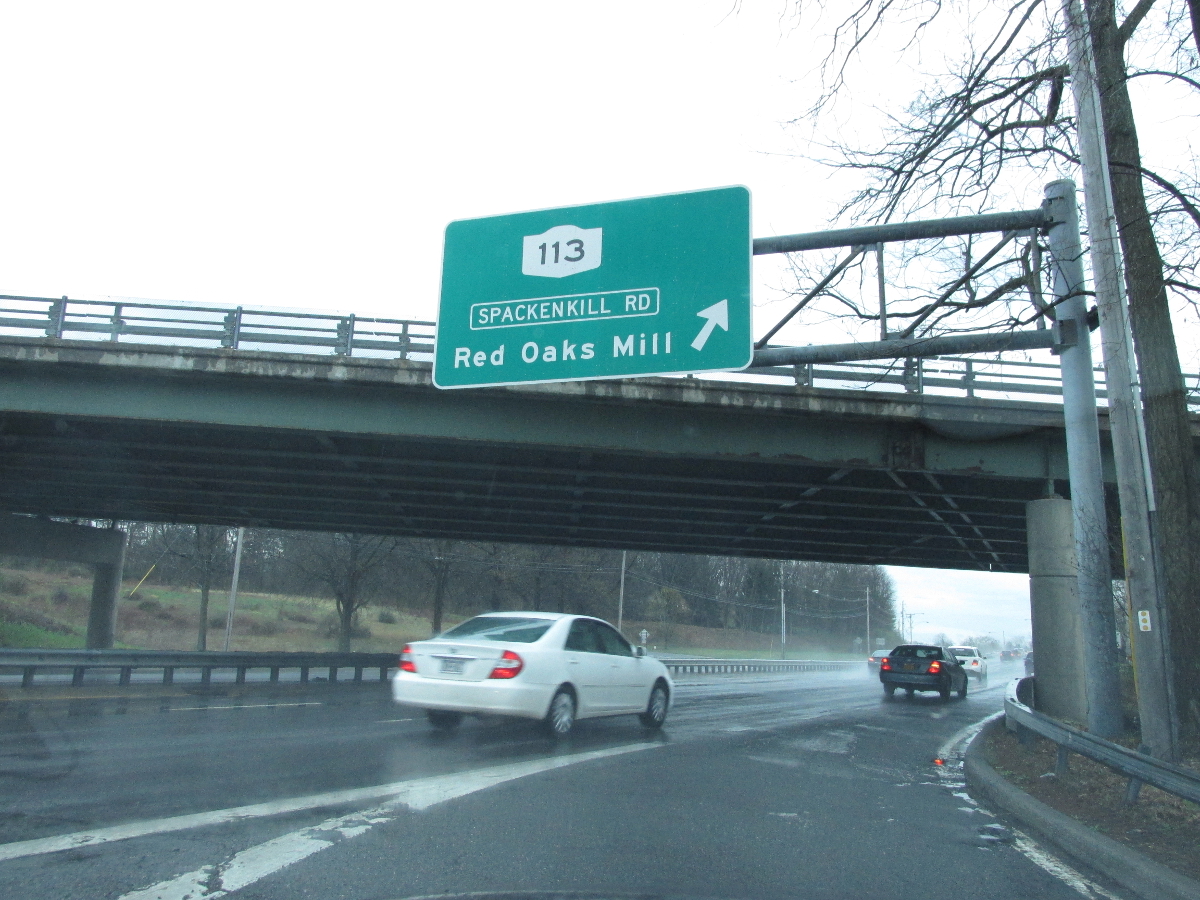 113
SPACKENKILL RD
Red Oaks Mill